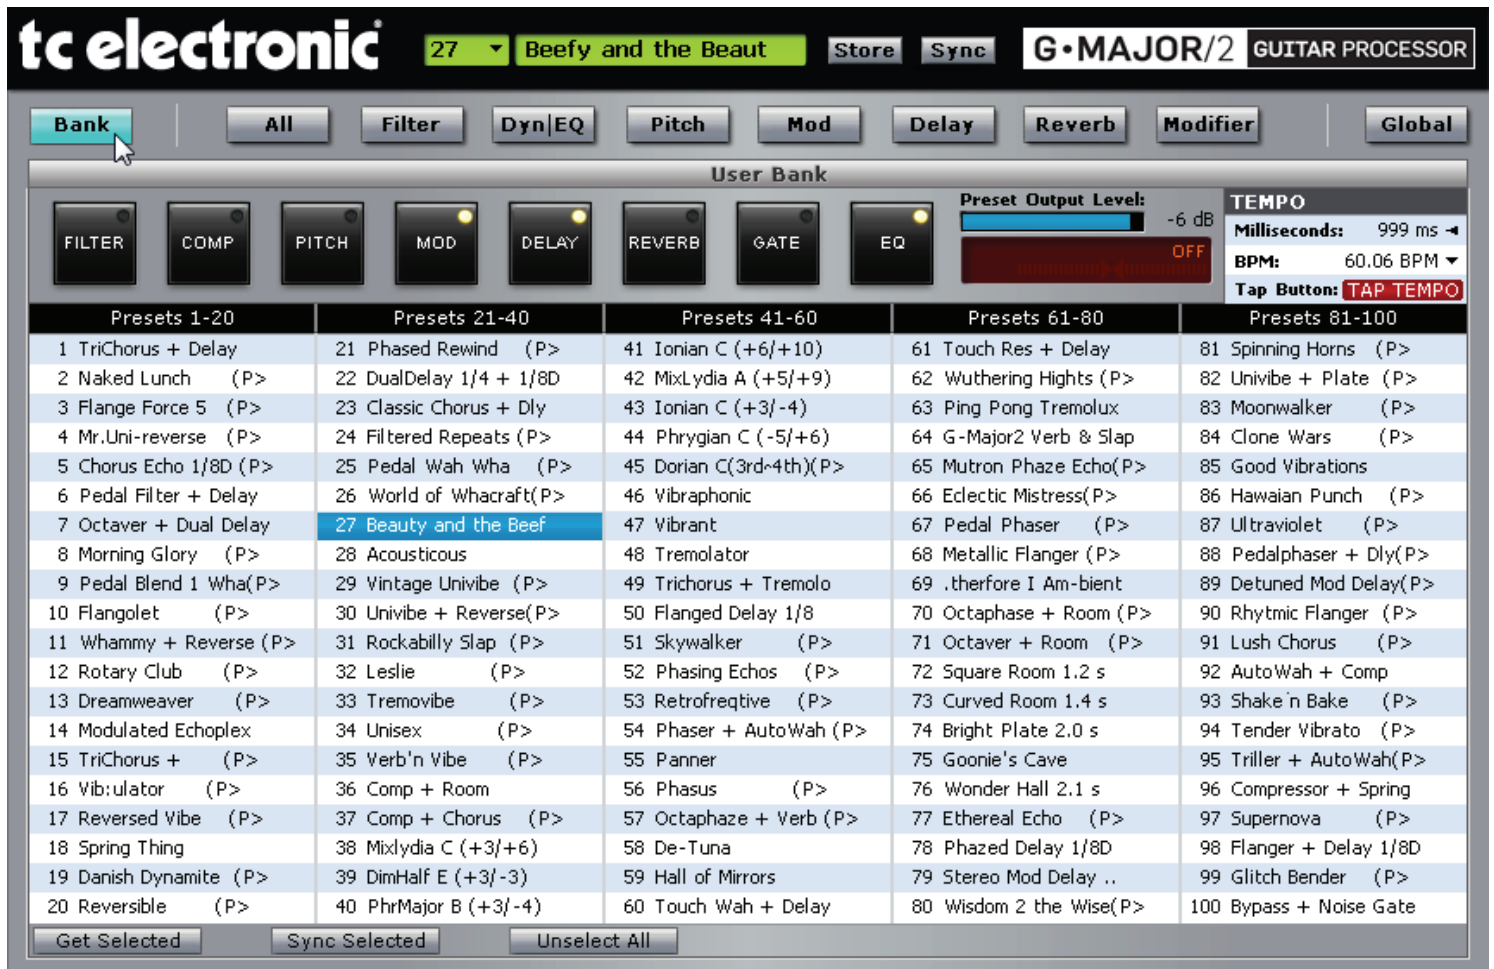 tc electronic 27 Beefy and the Beaut Store Sync G•MAJOR/2 GUITAR PROCESSOR
Bank All Filter Dyn|EQ Pitch Mod Delay Reverb Modifier Global
User Bank
FILTER COMP PITCH MOD DELAY REVERB GATE EQ
Preset Output Level: -6 dB
OFF
TEMPO
Milliseconds: 999 ms
BPM: 60.06 BPM
Tap Button: TAP TEMPO
Presets 1-20 Presets 21-40 Presets 41-60 Presets 61-80 Presets 81-100
1 TriChorus + Delay 21 Phased Rewind (P> 41 Ionian C (+6/+10) 61 Touch Res + Delay 81 Spinning Horns (P>
2 Naked Lunch (P> 22 DualDelay 1/4 + 1/8D 42 MixLydia A (+5/+9) 62 Wuthering Hights (P> 82 Univibe + Plate (P>
3 Flange Force 5 (P> 23 Classic Chorus + Dly 43 Ionian C (+3/-4) 63 Ping Pong Tremolux 83 Moonwalker (P>
4 Mr.Uni-reverse (P> 24 Filtered Repeats (P> 44 Phrygian C (-5/+6) 64 G-Major2 Verb & Slap 84 Clone Wars (P>
5 Chorus Echo 1/8D (P> 25 Pedal Wah Wha (P> 45 Dorian C(3rd~4th)(P> 65 Mutron Phaze Echo(P> 85 Good Vibrations
6 Pedal Filter + Delay 26 World of Whacraft(P> 46 Vibraphonic 66 Eclectic Mistress(P> 86 Hawaian Punch (P>
7 Octaver + Dual Delay 27 Beauty and the Beef 47 Vibrant 67 Pedal Phaser (P> 87 Ultraviolet (P>
8 Morning Glory (P> 28 Acousticous 48 Tremolator 68 Metallic Flanger (P> 88 Pedalphaser + Dly(P>
9 Pedal Blend 1 Wha(P> 29 Vintage Univibe (P> 49 Trichorus + Tremolo 69 .therfore I Am-bient 89 Detuned Mod Delay(P>
10 Flangolet (P> 30 Univibe + Reverse(P> 50 Flanged Delay 1/8 70 Octaphase + Room (P> 90 Rhytmic Flanger (P>
11 Whammy + Reverse (P> 31 Rockabilly Slap (P> 51 Skywalker (P> 71 Octaver + Room (P> 91 Lush Chorus (P>
12 Rotary Club (P> 32 Leslie (P> 52 Phasing Echos (P> 72 Square Room 1.2 s 92 AutoWah + Comp
13 Dreamweaver (P> 33 Tremovibe (P> 53 Retrofreqtive (P> 73 Curved Room 1.4 s 93 Shake'n Bake (P>
14 Modulated Echoplex 34 Unisex (P> 54 Phaser + AutoWah (P> 74 Bright Plate 2.0 s 94 Tender Vibrato (P>
15 TriChorus + (P> 35 Verb'n Vibe (P> 55 Panner 75 Goonie's Cave 95 Triller + AutoWah(P>
16 Vib:ulator (P> 36 Comp + Room 56 Phasus (P> 76 Wonder Hall 2.1 s 96 Compressor + Spring
17 Reversed Vibe (P> 37 Comp + Chorus (P> 57 Octaphaze + Verb (P> 77 Ethereal Echo (P> 97 Supernova (P>
18 Spring Thing 38 Mixlydia C (+3/+6) 58 De-Tuna 78 Phazed Delay 1/8D 98 Flanger + Delay 1/8D
19 Danish Dynamite (P> 39 DimHalf E (+3/-3) 59 Hall of Mirrors 79 Stereo Mod Delay .. 99 Glitch Bender (P>
20 Reversible (P> 40 PhrMajor B (+3/-4) 60 Touch Wah + Delay 80 Wisdom 2 the Wise(P> 100 Bypass + Noise Gate
Get Selected Sync Selected Unselect All